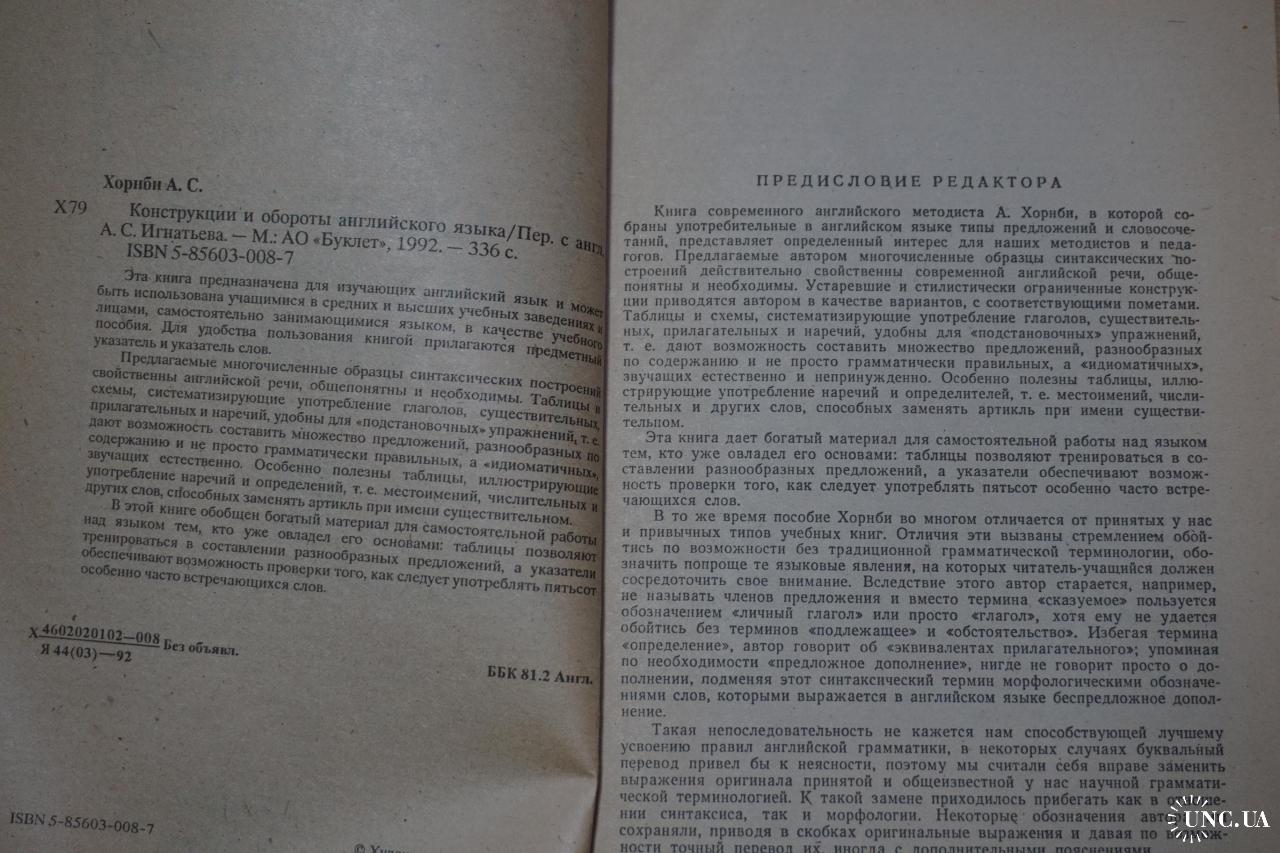 Хорнби А. С.
Х79
Конструкции и обороты английского языка/Пер. с англ.
А. С. Игнатьева. — М.: АО «Буклет», 1992. — 336 с.
ISBN 5-85603-008-7
Эта книга предназначена для изучающих английский язык и может
быть использована учащимися в средних и высших учебных заведениях и
лицами, самостоятельно занимающимися языком, в качестве учебного
пособия. Для удобства пользования книгой прилагаются предметный
указатель и указатель слов.
Предлагаемые многочисленные образцы синтаксических построений
свойственны английской речи, общепонятны и необходимы. Таблицы и
схемы, систематизирующие употребление глаголов, существительных,
прилагательных и наречий, удобны для «подстановочных» упражнений, т. е.
дают возможность составить множество предложений, разнообразных по
содержанию и не просто грамматически правильных, а «идиоматичных»,
звучащих естественно. Особенно полезны таблицы, иллюстрирующие
употребление наречий и определений, т. е. местоимений, числительных и
других слов, способных заменять артикль при имени существительном.
В этой книге обобщен богатый материал для самостоятельной работы
над языком тем, кто уже овладел его основами: таблицы позволяют
тренироваться в составлении разнообразных предложений, а указатели
обеспечивают возможность проверки того, как следует употреблять пятьсот
особенно часто встречающихся слов.
Х 4602020102—008 Без объявл.
Я 44(03)—92
ББК 81.2 Англ.
ISBN 5-85603-008-7
ПРЕДИСЛОВИЕ РЕДАКТОРА
Книга современного английского методиста А. Хорнби, в которой со-
браны употребительные в английском языке типы предложений и словосоче-
таний, представляет определенный интерес для наших методистов и педа-
гогов. Предлагаемые автором многочисленные образцы синтаксических по-
строений действительно свойственны современной английской речи, обще-
понятны и необходимы. Устаревшие и стилистически ограниченные конструк-
ции приводятся автором в качестве вариантов, с соответствующими пометами.
Таблицы и схемы, систематизирующие употребление глаголов, существитель-
ных, прилагательных и наречий, удобны для «подстановочных» упражнений,
т. е. дают возможность составить множество предложений, разнообразных
по содержанию и не просто грамматически правильных, а «идиоматичных»,
звучащих естественно и непринужденно. Особенно полезны таблицы, иллю-
стрирующие употребление наречий и определителей, т. е. местоимений, числи-
тельных и других слов, способных заменять артикль при имени существи-
тельном.
Эта книга дает богатый материал для самостоятельной работы над языком
тем, кто уже овладел его основами: таблицы позволяют тренироваться в со-
ставлении разнообразных предложений, а указатели обеспечивают возмож-
ность проверки того, как следует употреблять пятьсот особенно часто встре-
чающихся слов.
В то же время пособие Хорнби во многом отличается от принятых у нас
и привычных типов учебных книг. Отличия эти вызваны стремлением обой-
тись по возможности без традиционной грамматической терминологии, обо-
значить попроще те языковые явления, на которых читатель-учащийся должен
сосредоточить свое внимание. Вследствие этого автор старается, например,
не называть членов предложения и вместо термина «сказуемое» пользуется
обозначением «личный глагол» или просто «глагол», хотя ему не удается
обойтись без терминов «подлежащее» и «обстоятельство». Избегая термина
«определение», автор говорит об «эквивалентах прилагательного»; упоминая
по необходимости «предложное дополнение», нигде не говорит просто о до-
полнении, подменяя этот синтаксический термин морфологическими обозначе-
ниями слов, которыми выражается в английском языке беспредложное допол-
нение.
Такая непоследовательность не кажется нам способствующей лучшему
усвоению правил английской грамматики, в некоторых случаях буквальный
перевод привел бы к неясности, поэтому мы считали себя вправе заменить
выражения оригинала принятой и общеизвестной у нас научной граммати-
ческой терминологией. К такой замене приходилось прибегать как в отноше-
нии синтаксиса, так и морфологии. Некоторые обозначения
сохраняли, приводя в скобках оригинальные выражения и давая по возмож-
ности точный перевод их, иногда с дополнительными пояснениями.
UNC.UA